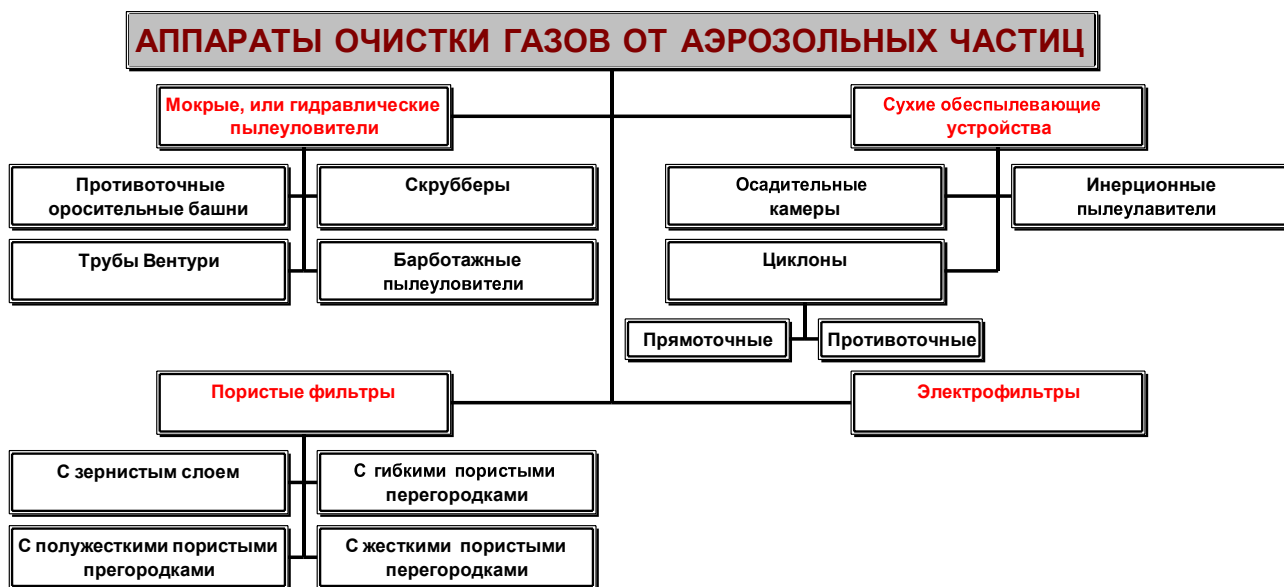 АППАРАТЫ ОЧИСТКИ ГАЗОВ ОТ АЭРОЗОЛЬНЫХ ЧАСТИЦ
Мокрые, или гидравлические
пылеуловители
Сухие обеспылевающие
устройства
Противоточные
оросительные башни
Скрубберы
Осадительные
камеры
Инерционные
пылеулавители
Трубы Вентури
Барботажные
пылеуловители
Циклоны
Прямоточные
Противоточные
Пористые фильтры
Электрофильтры
С зернистым слоем
С гибкими пористыми
перегородками
С полужесткими пористыми
прегородками
С жесткими пористыми
перегородками